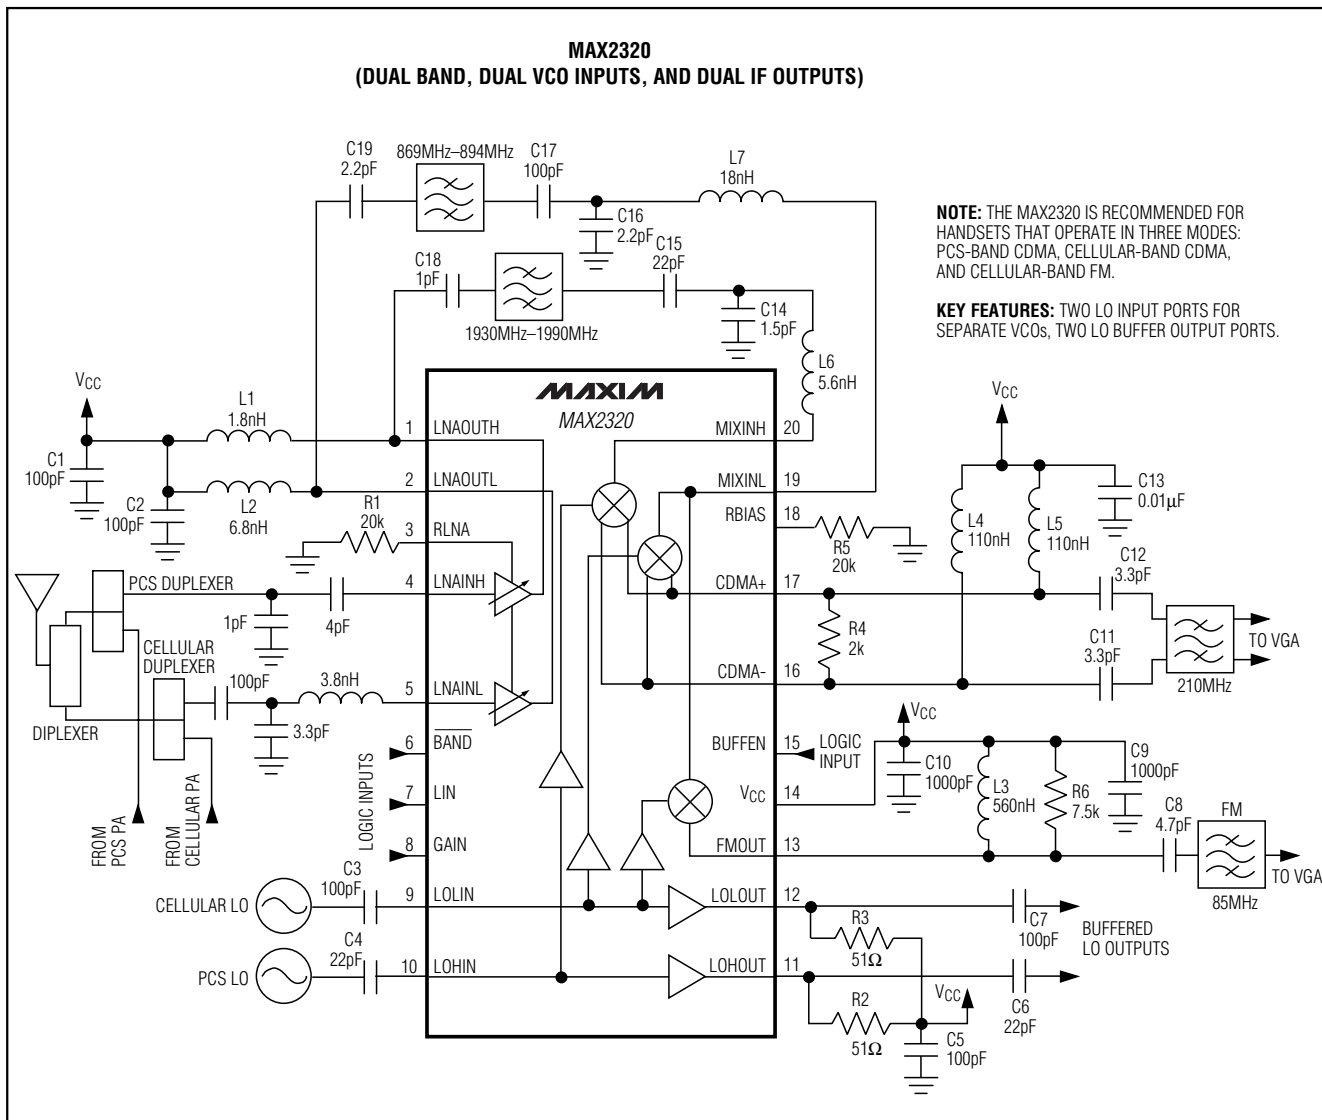 MAX2320
(DUAL BAND, DUAL VCO INPUTS, AND DUAL IF OUTPUTS)
C19
2.2pF
869MHz–894MHz
C17
100pF
L7
18nH
C16
2.2pF
C18
1pF
1930MHz–1990MHz
C15
22pF
C14
1.5pF
L6
5.6nH
NOTE: THE MAX2320 IS RECOMMENDED FOR
HANDSETS THAT OPERATE IN THREE MODES:
PCS-BAND CDMA, CELLULAR-BAND CDMA,
AND CELLULAR-BAND FM.
KEY FEATURES: TWO LO INPUT PORTS FOR
SEPARATE VCOs, TWO LO BUFFER OUTPUT PORTS.
VCC
C1
100pF
L1
1.8nH
C2
100pF
L2
6.8nH
R1
20k
MAXIM
MAX2320
1 LNAOUTH
2 LNAOUTL
3 RLNA
4 LNAINH
5 LNAINL
6 BAND
7 LIN
8 GAIN
9 LOLIN
10 LOHIN
MIXINH 20
MIXINL 19
RBIAS 18
CDMA+ 17
CDMA- 16
BUFFEN 15
VCC 14
FMOUT 13
LOLOUT 12
LOHOUT 11
PCS DUPLEXER
1pF
4pF
CELLULAR
DUPLEXER
100pF
3.8nH
3.3pF
DIPLEXER
FROM
PCS PA
FROM
CELLULAR PA
LOGIC INPUTS
C3
100pF
CELLULAR LO
C4
22pF
PCS LO
R5
20k
VCC
L4
110nH
L5
110nH
C13
0.01μF
R4
2k
C12
3.3pF
C11
3.3pF
210MHz
TO VGA
LOGIC
INPUT
VCC
C10
1000pF
L3
560nH
R6
7.5k
C9
1000pF
C8
4.7pF
FM
85MHz
TO VGA
R3
51Ω
C7
100pF
BUFFERED
LO OUTPUTS
R2
51Ω
VCC
C6
22pF
C5
100pF